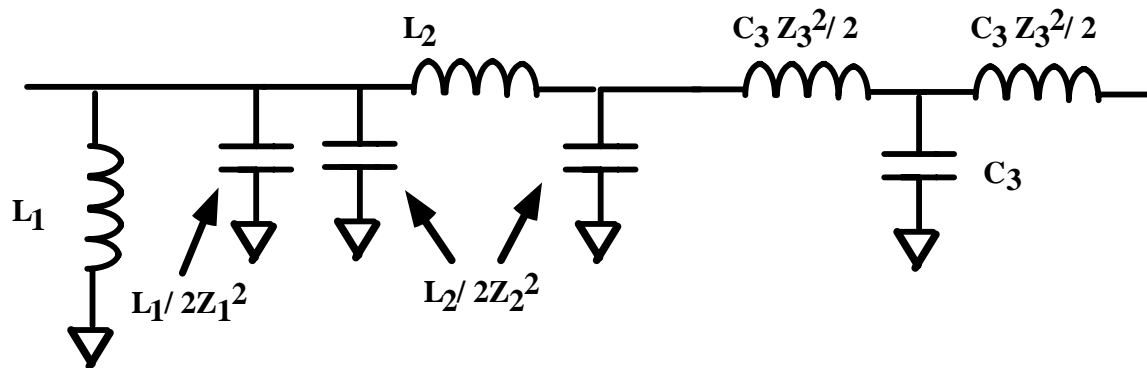 L₂
C₃ Z₃²/ 2
C₃ Z₃²/ 2
L₁
C₃
L₁/ 2Z₁²
L₂/ 2Z₂²